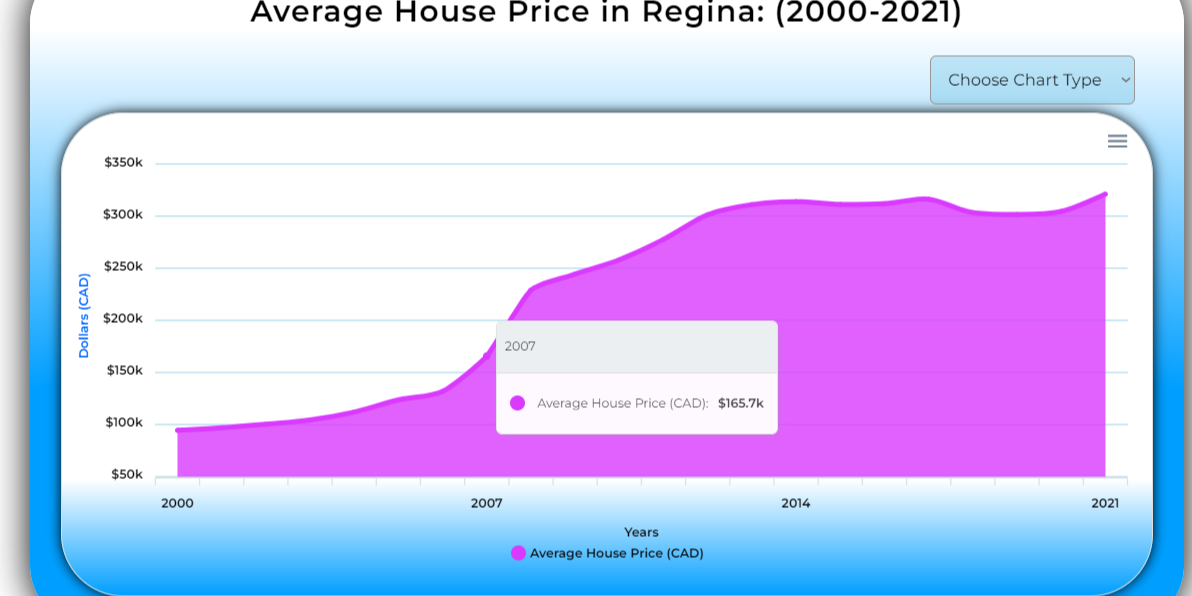 Average House Price in Regina: (2000-2021)
Choose Chart Type
$350k
$300k
$250k
$200k
$150k
$100k
$50k
Dollars (CAD)
2007
Average House Price (CAD): $165.7k
2000 2007 2014 2021
Years
Average House Price (CAD)